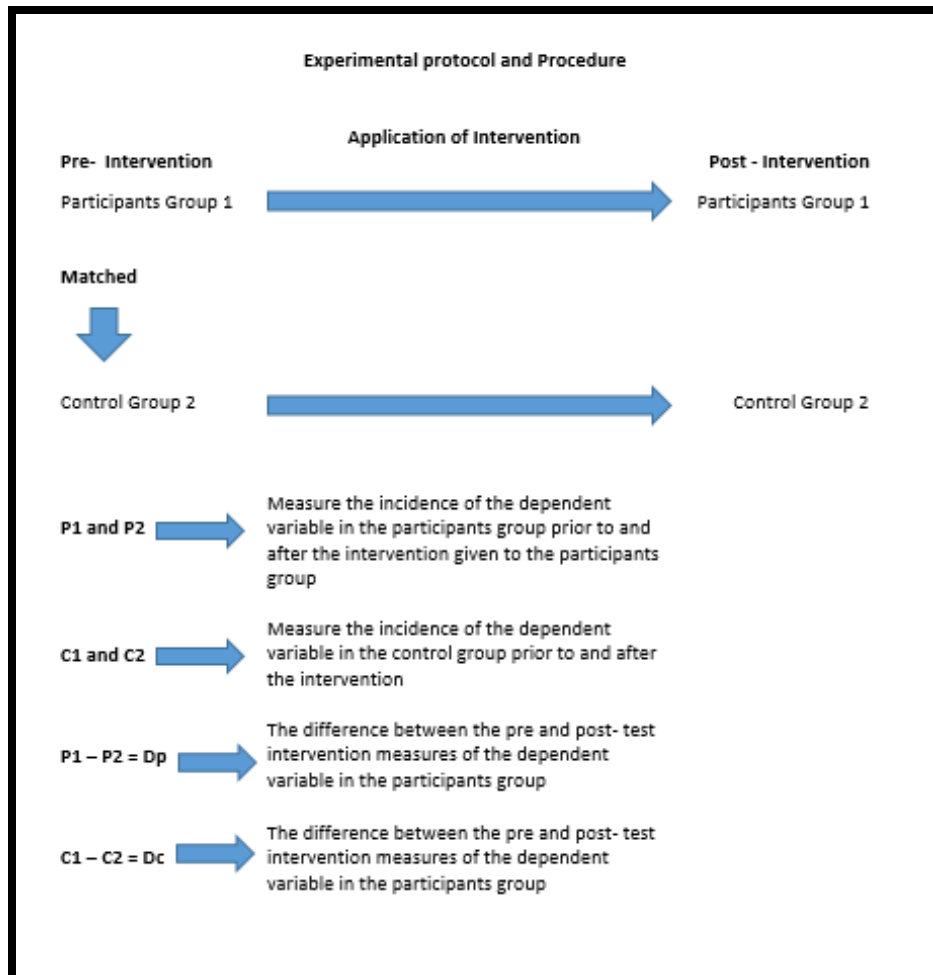 Experimental protocol and Procedure
Application of Intervention
Pre- Intervention
Post - Intervention
Participants Group 1
Participants Group 1
Matched
Control Group 2
Control Group 2
P1 and P2
Measure the incidence of the dependent
variable in the participants group prior to and
after the intervention given to the participants
group
C1 and C2
Measure the incidence of the dependent
variable in the control group prior to and after
the intervention
P1 – P2 = Dp
The difference between the pre and post- test
intervention measures of the dependent
variable in the participants group
C1 – C2 = Dc
The difference between the pre and post- test
intervention measures of the dependent
variable in the participants group